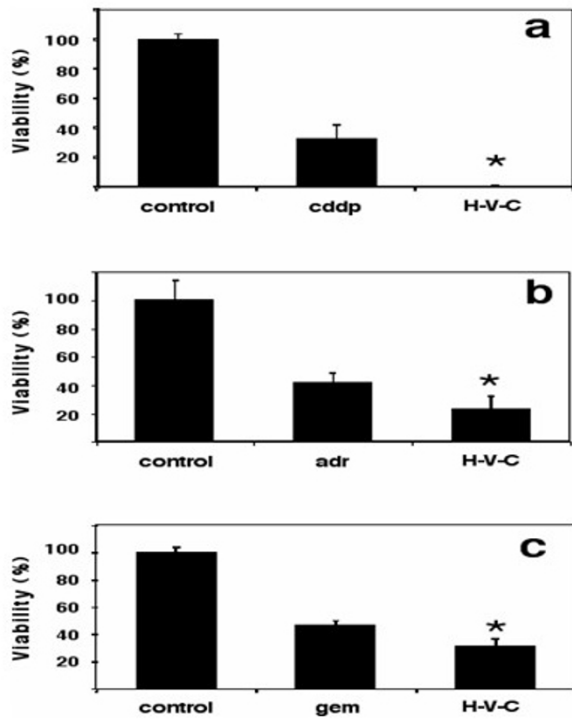 a
Viability (%)
100
80
60
40
20
*
control cddp H-V-C
b
Viability (%)
100
80
60
40
20
*
control adr H-V-C
c
Viability (%)
100
80
60
40
20
*
control gem H-V-C